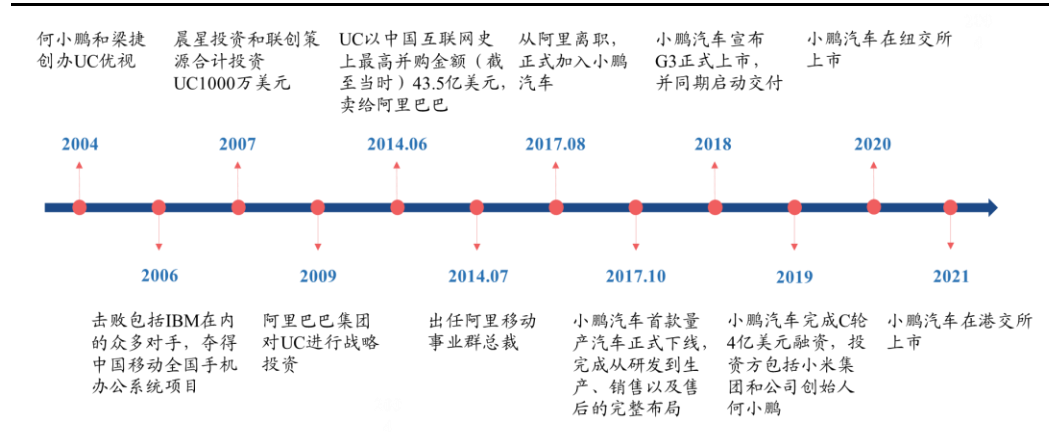 何小鹏和梁捷
创办UC优视
晨星投资和联创策
源合计投资
UC1000万美元
UC以中国互联网史
上最高并购金额（截
至当时）43.5亿美元，
卖给阿里巴巴
从阿里离职，
正式加入小鹏
汽车
小鹏汽车宣布
G3正式上市，
并同期启动交付
小鹏汽车在纽交所
上市
2004
2007
2014.06
2017.08
2018
2020
2006
2009
2014.07
2017.10
2019
2021
击败包括IBM在内
的众多对手，夺得
中国移动全国手机
办公系统项目
阿里巴巴集团
对UC进行战略
投资
出任阿里移动
事业群总裁
小鹏汽车首款量
产汽车正式下线，
完成从研发到生
产、销售以及售
后的完整布局
小鹏汽车完成C轮
4亿美元融资，投
资方包括小米集
团和公司创始人
何小鹏
小鹏汽车在港交所
上市